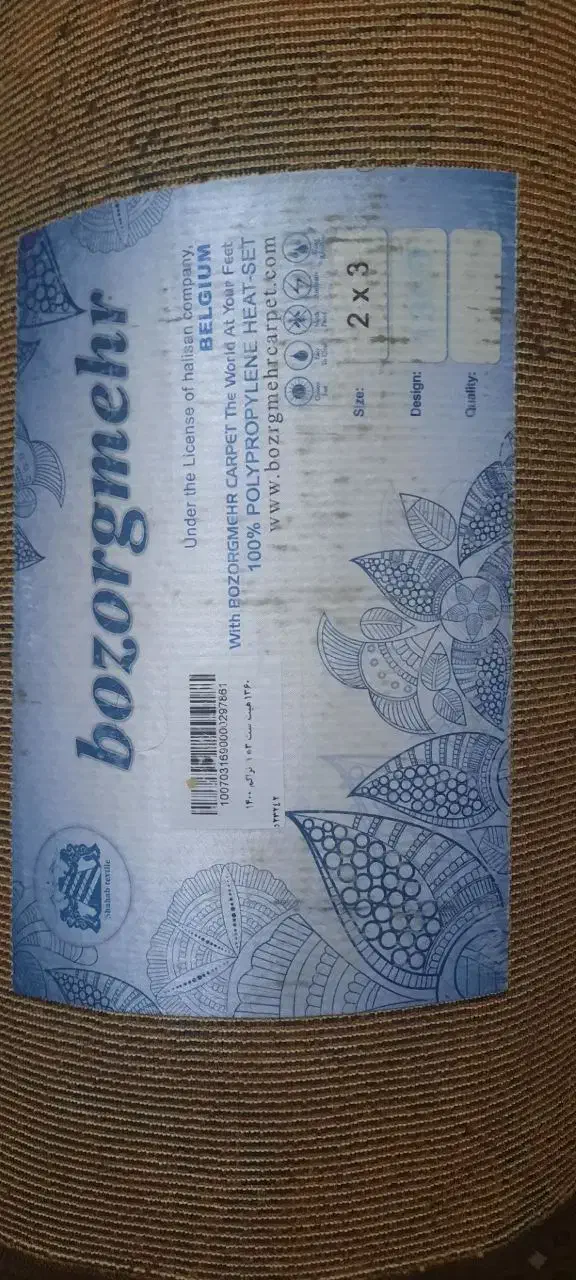 bozorgmehr
Under the License of halisan company,
BELGIUM
With BOZORGMEHR CARPET The World At Your Feet
100% POLYPROPYLENE HEAT-SET
www.bozrgmehrcarpet.com
Size: 2 x 3
Design:
Quality:
Shahab textile
10070316900000297861